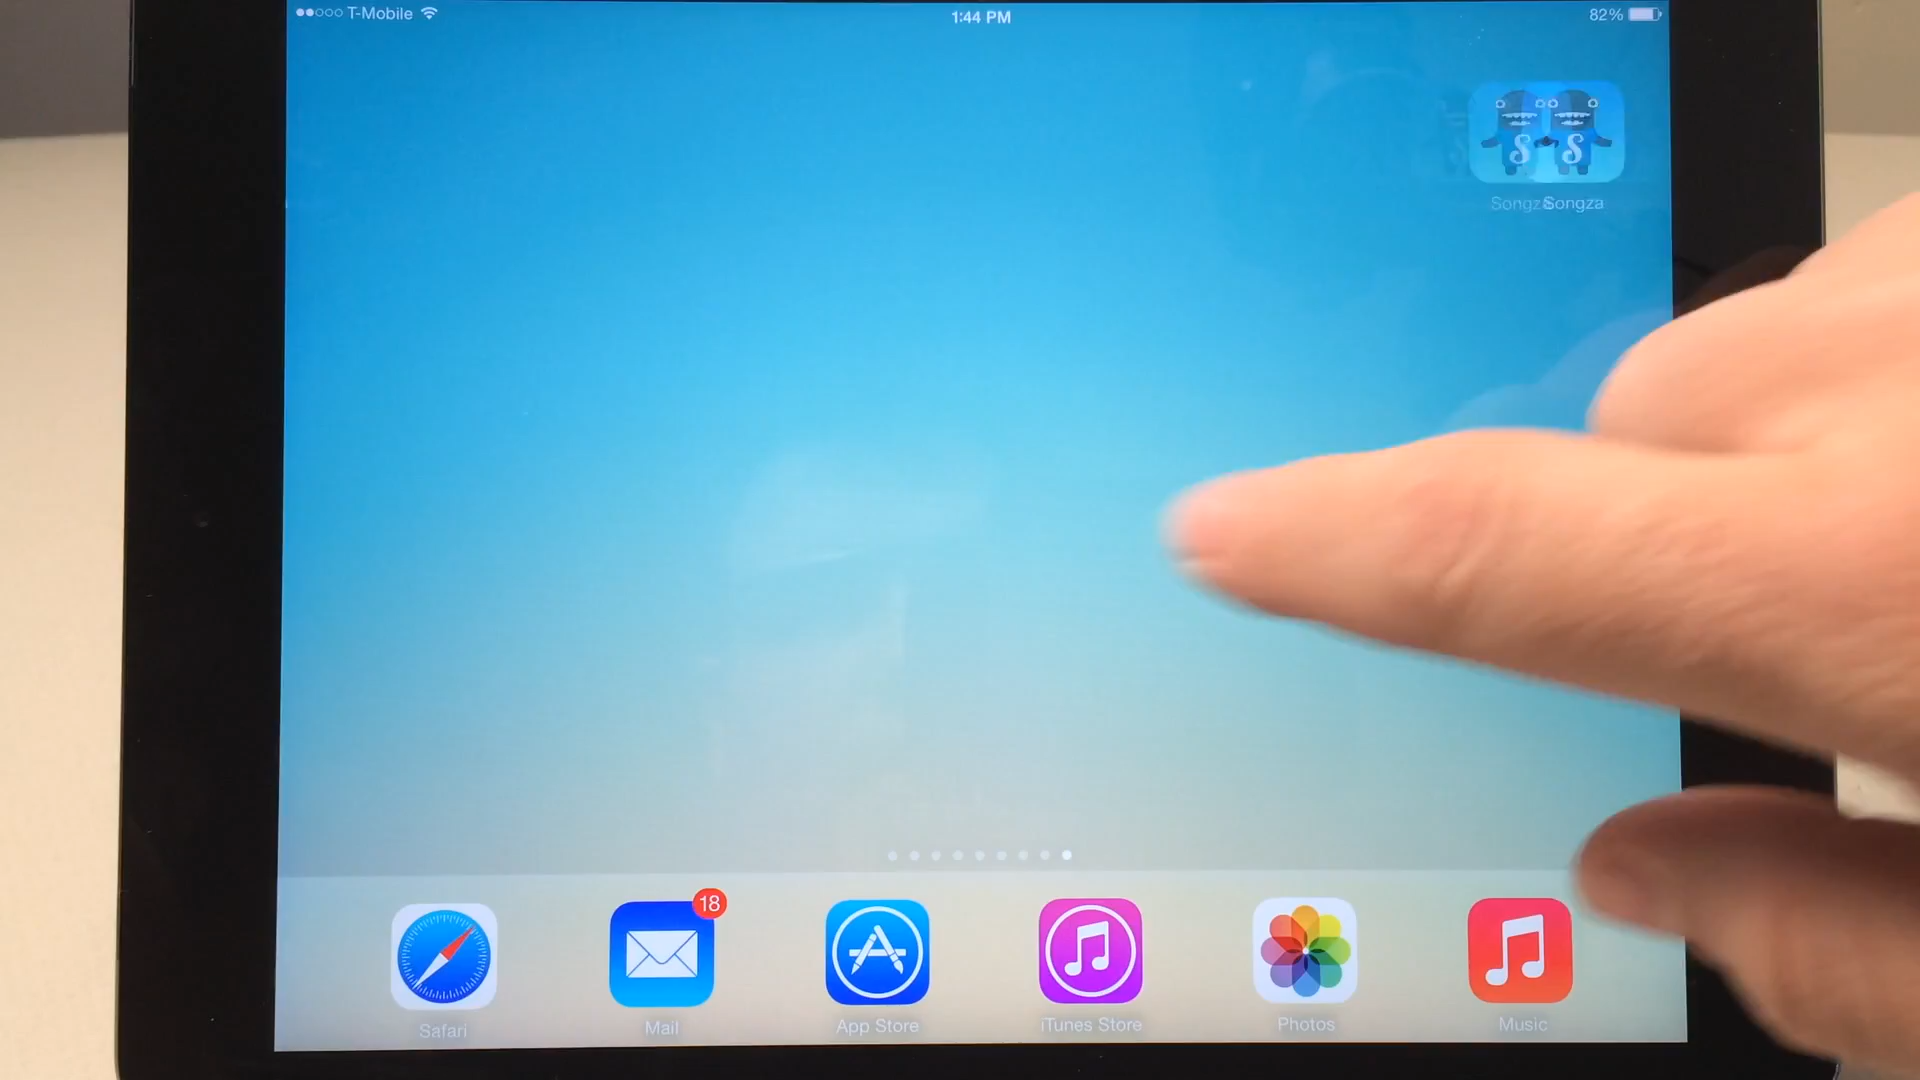 T-Mobile
1:44 PM
82%
S S
Songza Songza
18
Safari
Mail
App Store
iTunes Store
Photos
Music